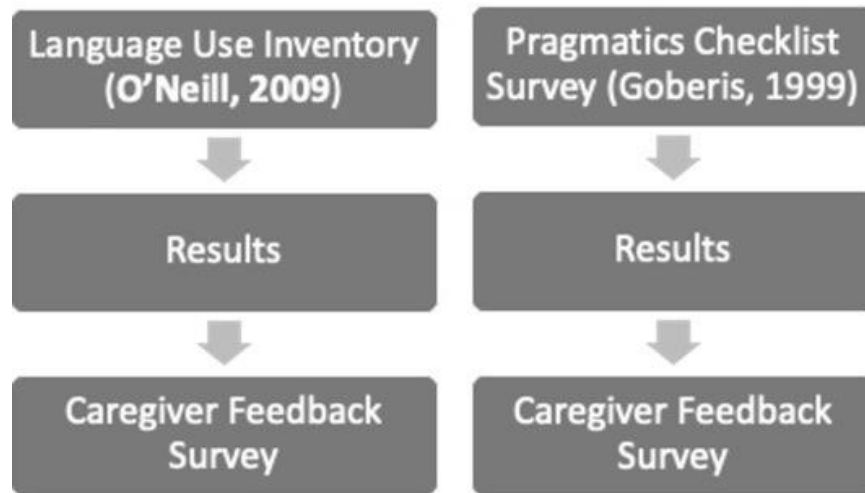 Language Use Inventory
(O'Neill, 2009)
Results
Caregiver Feedback
Survey
Pragmatics Checklist
Survey (Goberis, 1999)
Results
Caregiver Feedback
Survey